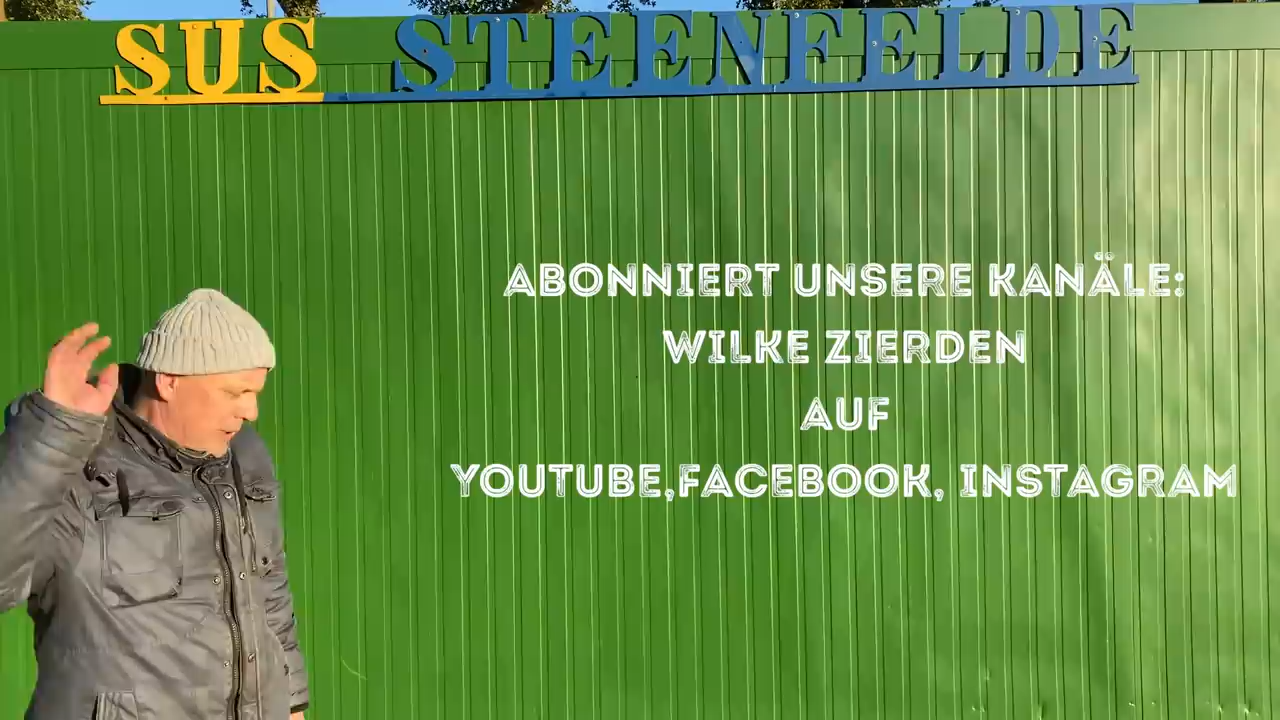 SUS STEENFELDE
ABONNIERT UNSERE KANÄLE:
WILKE ZIERDEN
AUF
YOUTUBE,FACEBOOK, INSTAGRAM